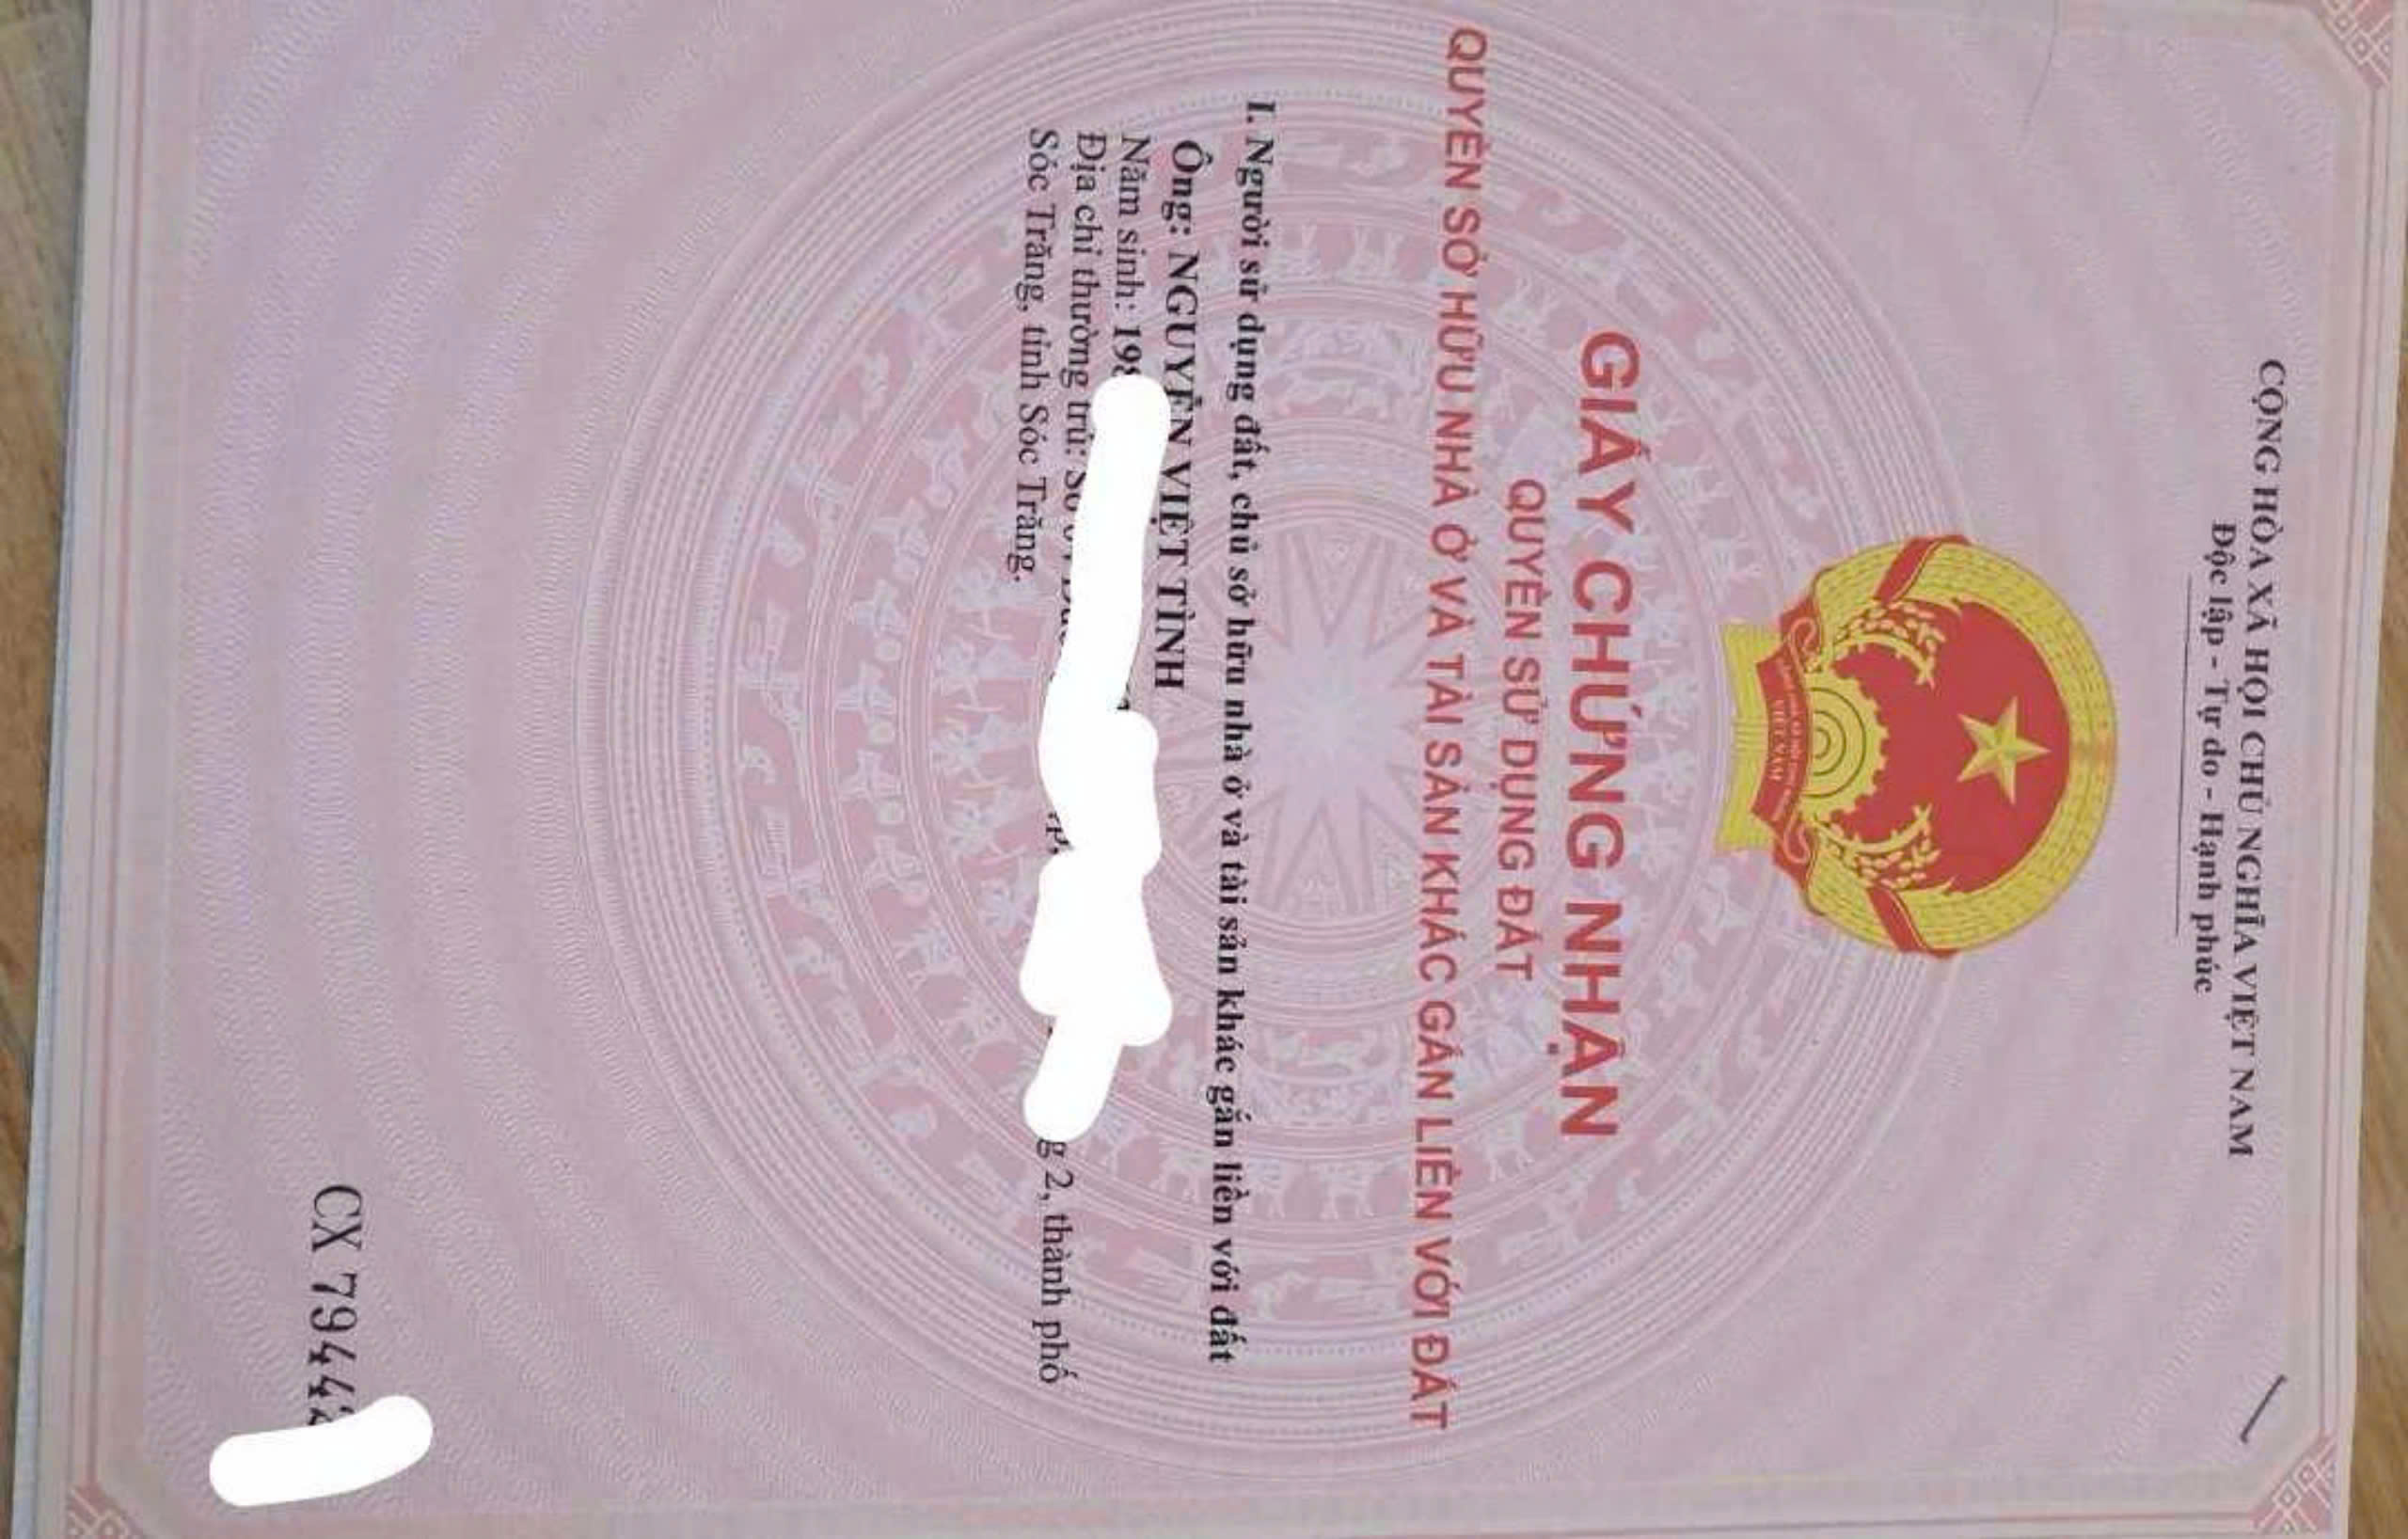 CỘNG HÒA XÃ HỘI CHỦ NGHĨA VIỆT NAM
Độc lập - Tự do - Hạnh phúc
GIẤY CHỨNG NHẬN
QUYỀN SỬ DỤNG ĐẤT
QUYỀN SỞ HỮU NHÀ Ở VÀ TÀI SẢN KHÁC GẮN LIỀN VỚI ĐẤT
I. Người sử dụng đất, chủ sở hữu nhà ở và tài sản khác gắn liền với đất
Ông: NGUYỄN VIỆT TÌNH
Năm sinh: 198
Địa chỉ thường trú: Số g 2, thành phố
Sóc Trăng, tỉnh Sóc Trăng.
CX 79442